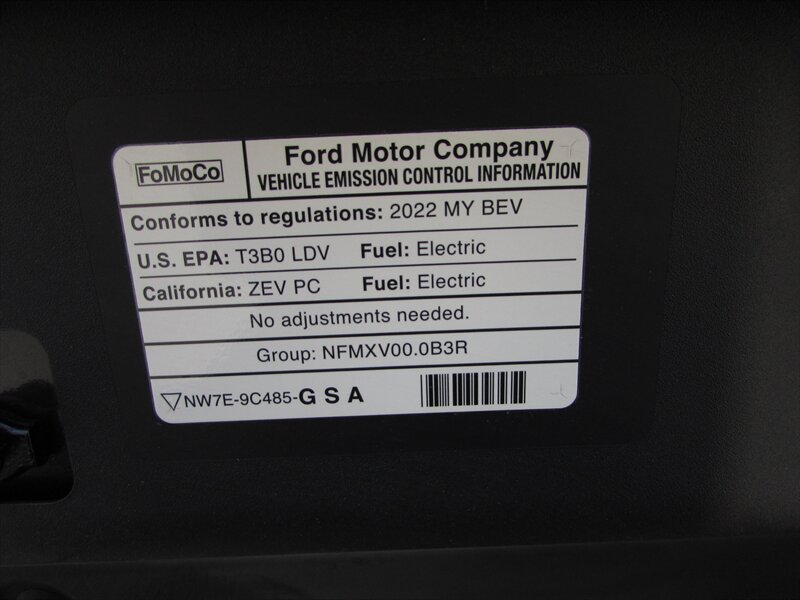 FoMoCo
Ford Motor Company
VEHICLE EMISSION CONTROL INFORMATION
Conforms to regulations: 2022 MY BEV
U.S. EPA: T3B0 LDV Fuel: Electric
California: ZEV PC Fuel: Electric
No adjustments needed.
Group: NFMXV00.0B3R
NW7E-9C485-G S A